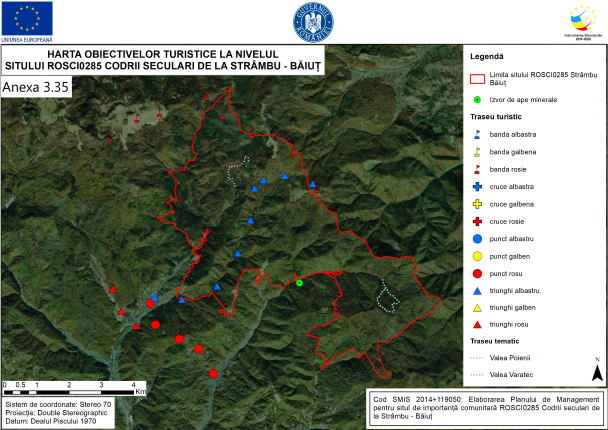 UNIUNEA EUROPEANĂ
GUVERNUL ROMÂNIEI
Instrumente Structurale
2014-2020
HARTA OBIECTIVELOR TURISTICE LA NIVELUL
SITULUI ROSCI0285 CODRII SECULARI DE LA STRÂMBU - BĂIUȚ
Anexa 3.35
Legendă
Limita sitului ROSCI0285 Strâmbu
Băiuț
Izvor de ape minerale
Traseu turistic
banda albastra
banda galbena
banda rosie
cruce albastra
cruce galbena
cruce rosie
punct albastru
punct galben
punct rosu
triunghi albastru
triunghi galben
triunghi rosu
Traseu tematic
Valea Poienii
Valea Varatec
N
0 0.5 1 2 3 4
Km
Sistem de coordonate: Stereo 70
Proiecție: Double Stereographic
Datum: Dealul Piscului 1970
Cod SMIS 2014+119050: Elaborarea Planului de Management
pentru situl de importanță comunitară ROSCI0285 Codrii seculari de
la Strâmbu - Băiuț